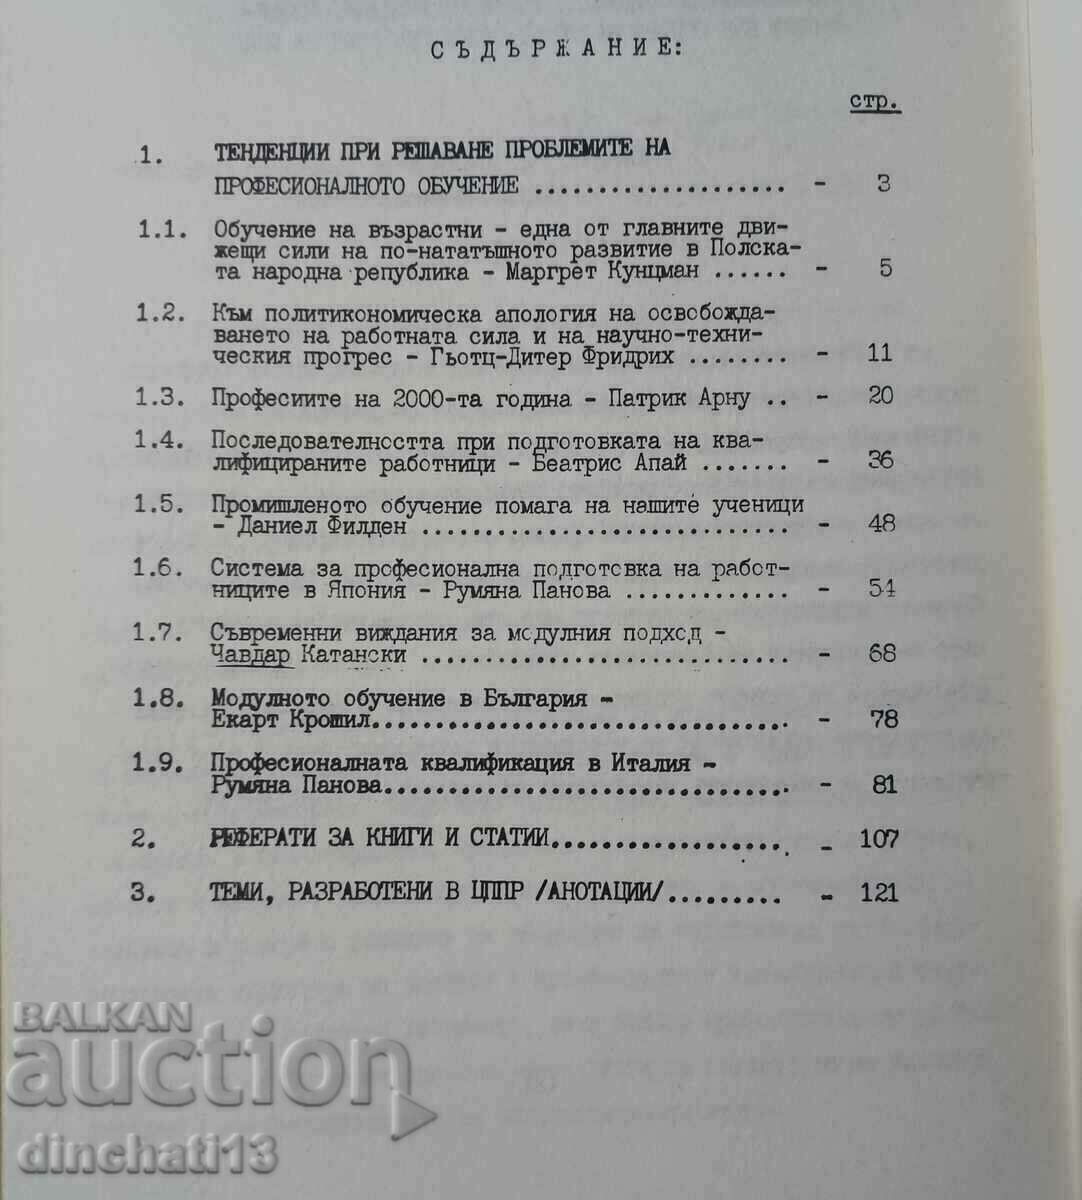 СЪДЪРЖАНИЕ:
стр.
1. ТЕНДЕНЦИИ ПРИ РЕШАВАНЕ ПРОБЛЕМИТЕ НА
ПРОФЕСИОНАЛНОТО ОБУЧЕНИЕ .................... - 3
1.1. Обучение на възрастни - една от главните дви-
жещи сили на по-нататъшното развитие в Полска-
та народна република - Маргрет Кунцман ...... - 5
1.2. Към политикономическа апология на освобожда-
ването на работната сила и на научно-техни-
ческия прогрес - Гьотц-Дитер Фридрих ........ - 11
1.3. Професиите на 2000-та година - Патрик Арну .. - 20
1.4. Последователността при подготовката на ква-
лифицираните работници - Беатрис Апай ....... - 36
1.5. Промишленото обучение помага на нашите ученици
- Даниел Филден .............................. - 48
1.6. Система за професионална подготовка на работ-
ниците в Япония - Румяна Панова ............. - 54
1.7. Съвременни виждания за модулния подход -
Чавдар Катански ............................. - 68
1.8. Модулното обучение в България -
Екарт Крошил................................. - 78
1.9. Професионалната квалификация в Италия -
Румяна Панова................................ - 81
2. РЕФЕРАТИ ЗА КНИГИ И СТАТИИ.................. - 107
3. ТЕМИ, РАЗРАБОТЕНИ В ЦППР /АНОТАЦИИ/......... - 121
BALKAN
auction
dinchati13